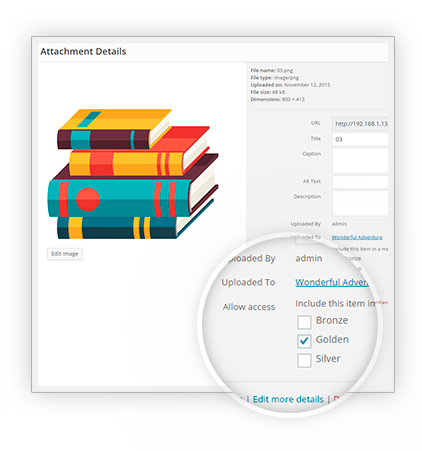 Attachment Details
File name: 03.png
File type: image/png
Uploaded on: November 12, 2015
File size: 68 kB
Dimensions: 800 × 413
URL http://192.168.1.13
Title 03
Caption
Alt Text
Description
Edit Image
Uploaded By admin
Uploaded To Wonderful Adventure
Uploaded By admin
Uploaded To Wonderful Adven
Allow access Include this item in
Bronze
Golden
Silver
| Edit more details | D